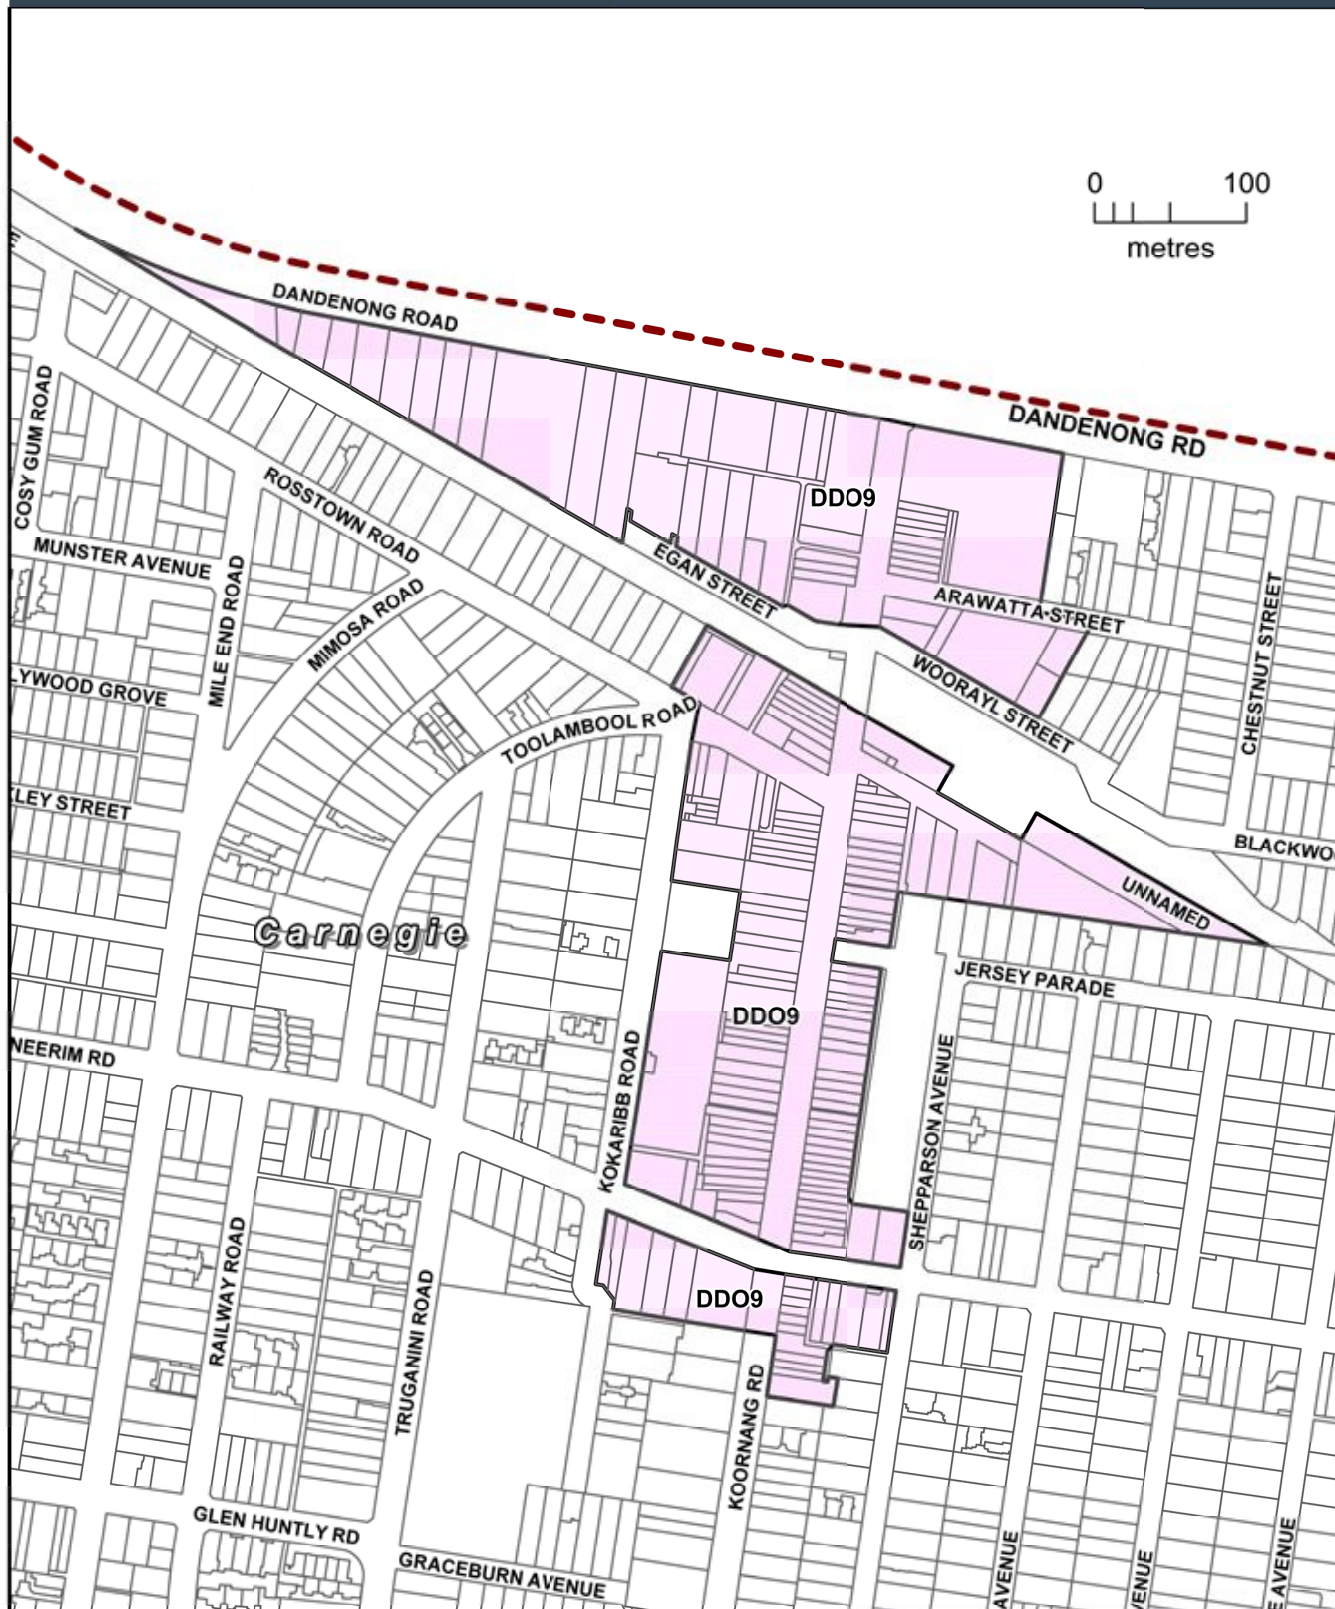 0 100
metres
DANDENONG ROAD
DANDENONG RD
COSY GUM ROAD
ROSSTOWN ROAD
DDO9
MUNSTER AVENUE
EGAN STREET
MILE END ROAD
MIMOSA ROAD
ARAWATTA STREET
CHESTNUT STREET
LYWOOD GROVE
WOORAYL STREET
TOOLAMBOOL ROAD
LEY STREET
BLACKWO
UNNAMED
Carnegie
JERSEY PARADE
DDO9
NEERIM RD
KOKARIBB ROAD
SHEPPARSON AVENUE
RAILWAY ROAD
TRUGANINI ROAD
DDO9
KOORNANG RD
GLEN HUNTLY RD
GRACEBURN AVENUE
AVENUE
VENUE
E AVENUE